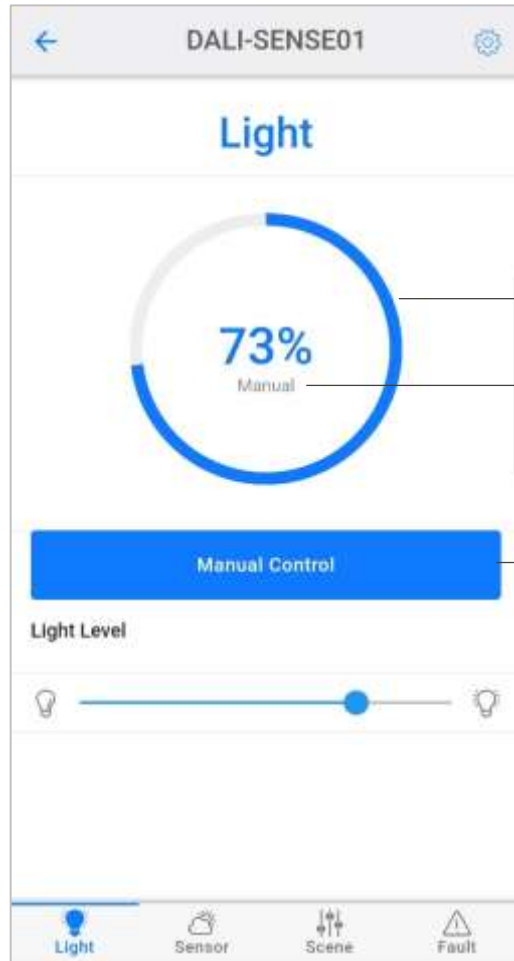 DALI-SENSE01
Light
73%
Manual
Manual Control
Light Level
Light Sensor Scene Fault